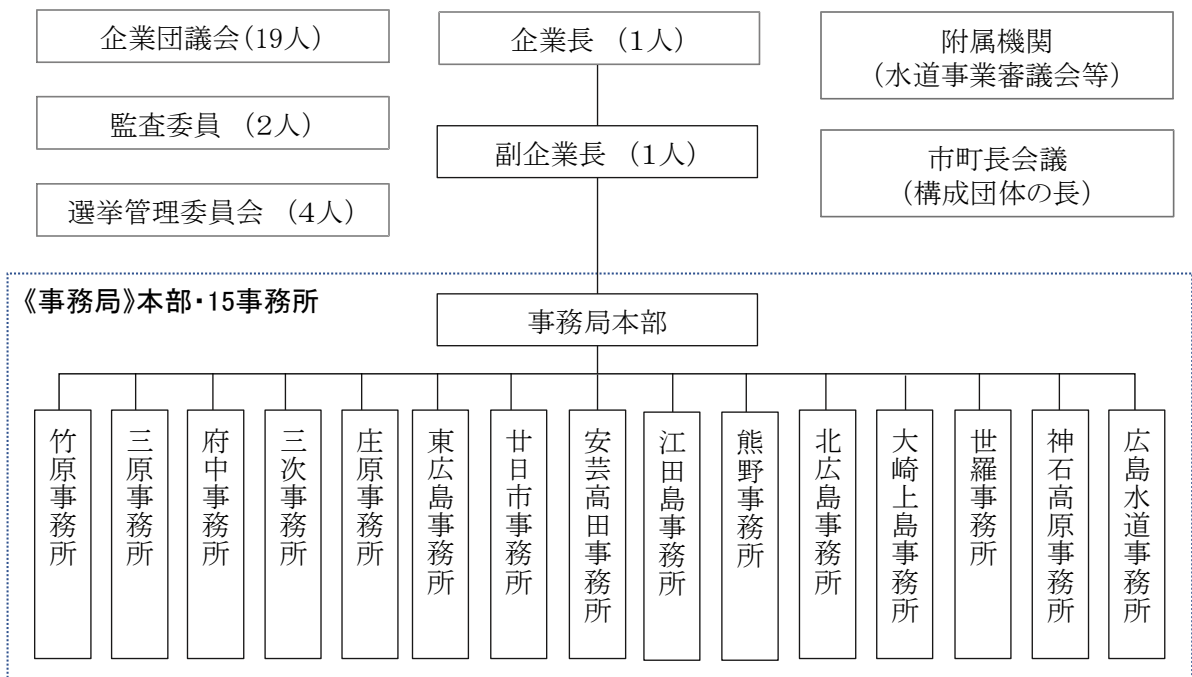 企業団議会(19人)
監査委員 (2人)
選挙管理委員会 (4人)
企業長 (1人)
副企業長 (1人)
附属機関
(水道事業審議会等)
市町長会議
(構成団体の長)
《事務局》本部・15事務所
事務局本部
竹原事務所
三原事務所
府中事務所
三次事務所
庄原事務所
東広島事務所
廿日市事務所
安芸高田事務所
江田島事務所
熊野事務所
北広島事務所
大崎上島事務所
世羅事務所
神石高原事務所
広島水道事務所